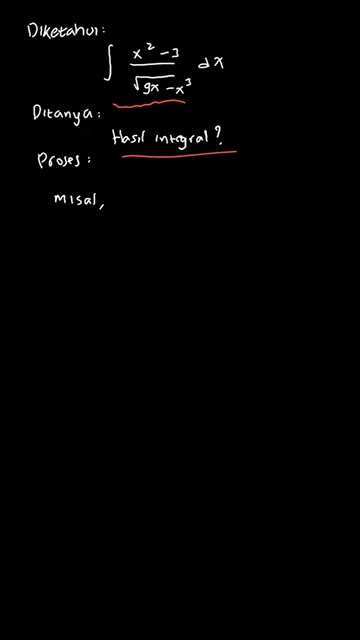 Diketahui:
∫ x² - 3 / √9x - x³ dx
Ditanya:
Hasil integral?
Proses:
misal,